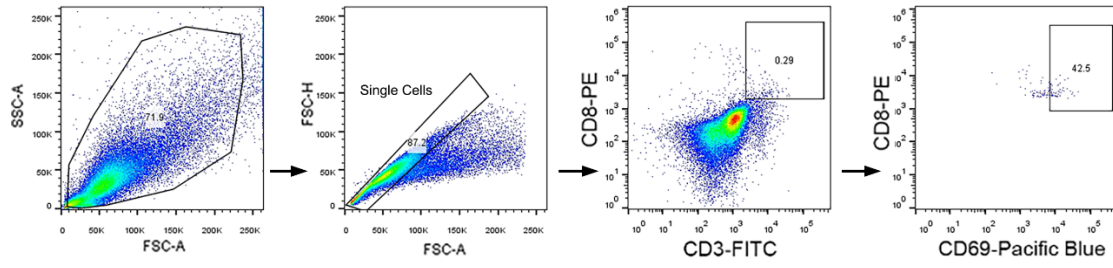 250K
200K
150K
100K
50K
0
SSC-A
71.9
0 50K 100K 150K 200K 250K
FSC-A
250K
200K
150K
100K
50K
0
FSC-H
Single Cells
87.2
0 50K 100K 150K 200K 250K
FSC-A
10⁶
10⁵
10⁴
10³
10²
10¹
10⁰
CD8-PE
0.29
10¹ 10² 10³ 10⁴ 10⁵
CD3-FITC
10⁶
10⁵
10⁴
10³
10²
10¹
10⁰
CD8-PE
42.5
10⁰ 10¹ 10² 10³ 10⁴ 10⁵
CD69-Pacific Blue